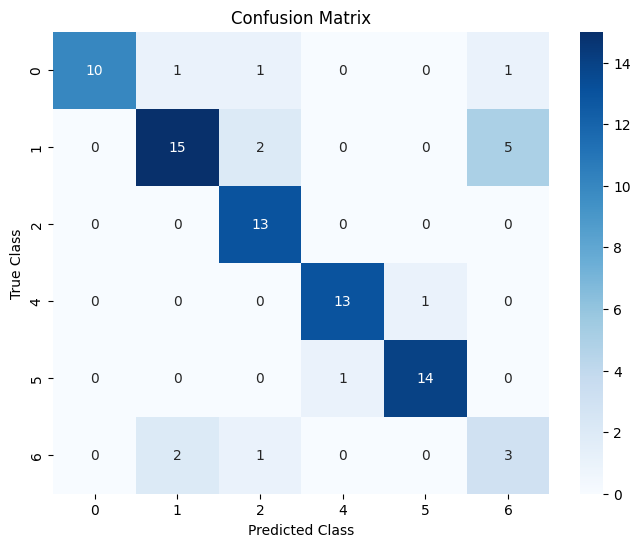 Confusion Matrix
True Class
0 10 1 1 0 0 1
1 0 15 2 0 0 5
2 0 0 13 0 0 0
4 0 0 0 13 1 0
5 0 0 0 1 14 0
6 0 2 1 0 0 3
0 1 2 4 5 6
Predicted Class
14
12
10
8
6
4
2
0